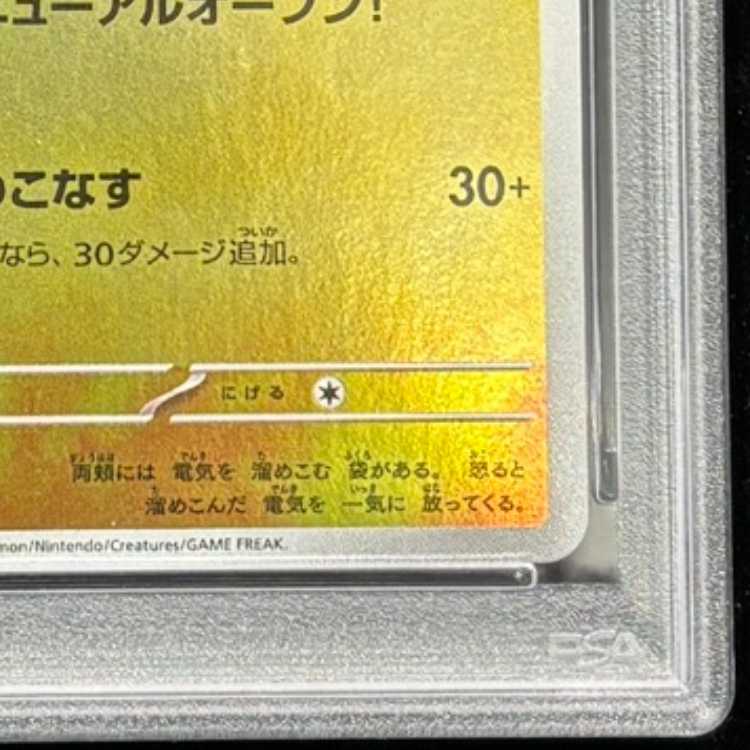 ニューアルオープン!
こなす 30+
なら、30ダメージ追加。
にげる
両頬には 電気を 溜めこむ 袋がある。 怒ると
溜めこんだ 電気を 一気に 放ってくる。
mon/Nintendo/Creatures/GAME FREAK.
PSA